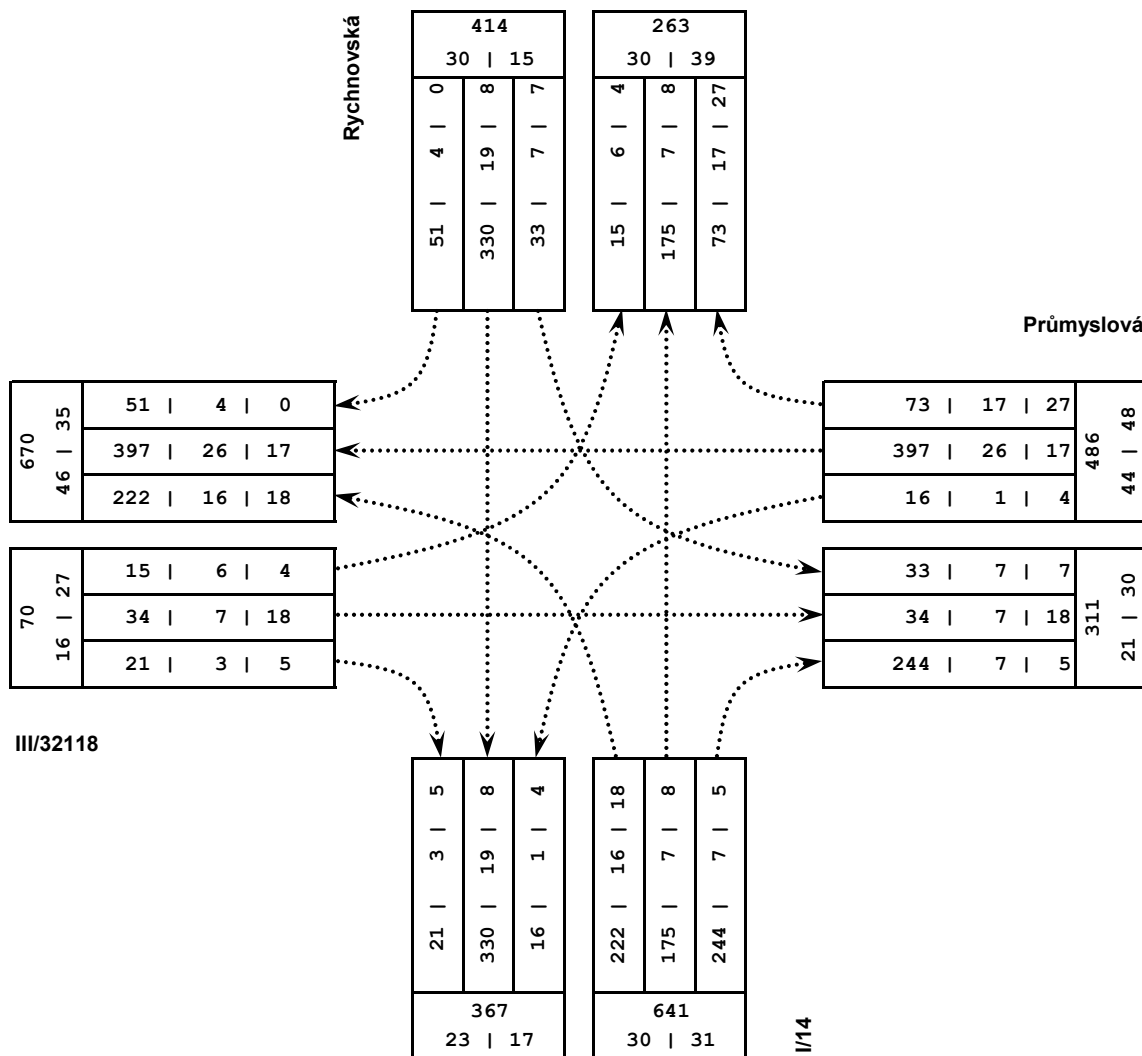 Rychnovská
414
30 | 15
51 | 4 | 0
330 | 19 | 8
33 | 7 | 7
263
30 | 39
15 | 6 | 4
175 | 7 | 8
73 | 17 | 27
Průmyslová
670
46 | 35
51 | 4 | 0
397 | 26 | 17
222 | 16 | 18
73 | 17 | 27
397 | 26 | 17
16 | 1 | 4
486
44 | 48
70
16 | 27
15 | 6 | 4
34 | 7 | 18
21 | 3 | 5
33 | 7 | 7
34 | 7 | 18
244 | 7 | 5
311
21 | 30
III/32118
21 | 3 | 5
330 | 19 | 8
16 | 1 | 4
367
23 | 17
222 | 16 | 18
175 | 7 | 8
244 | 7 | 5
641
30 | 31
I/14